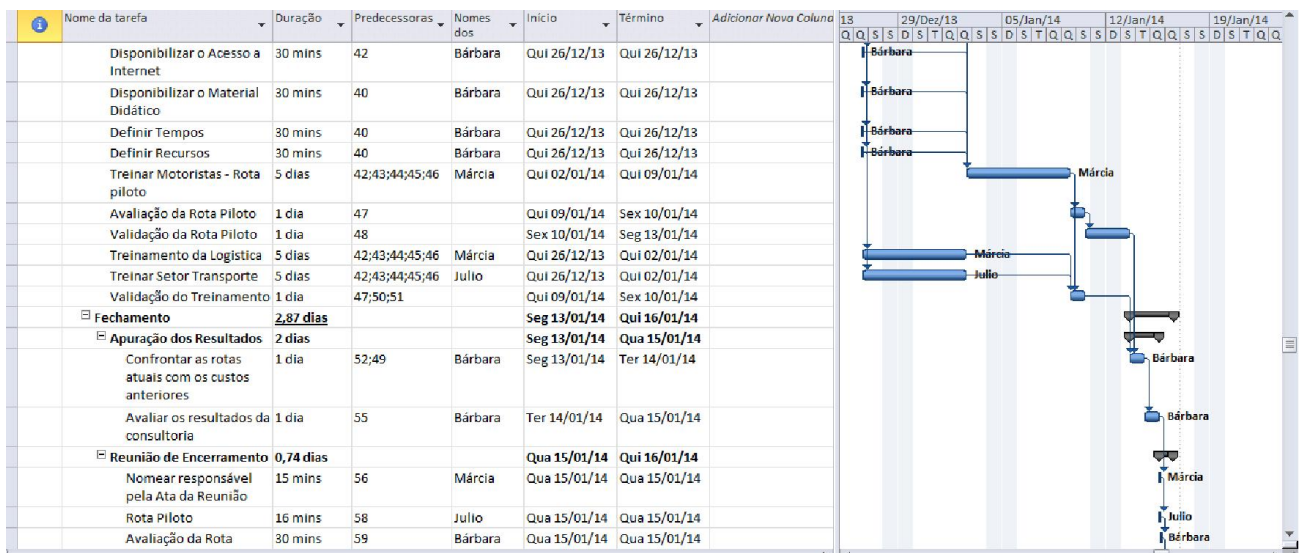 Nome da tarefa Duração Predecessoras Nomes dos Início Término Adicionar Nova Coluna
13 29/Dez/13 05/Jan/14 12/Jan/14 19/Jan/14
Q Q S S D S T Q Q S S D S T Q Q S S D S T Q Q S S D S T Q Q
Disponibilizar o Acesso a 30 mins 42 Bárbara Qui 26/12/13 Qui 26/12/13 Bárbara
Internet
Disponibilizar o Material 30 mins 40 Bárbara Qui 26/12/13 Qui 26/12/13 Bárbara
Didático
Definir Tempos 30 mins 40 Bárbara Qui 26/12/13 Qui 26/12/13 Bárbara
Definir Recursos 30 mins 40 Bárbara Qui 26/12/13 Qui 26/12/13 Bárbara
Treinar Motoristas - Rota 5 dias 42;43;44;45;46 Márcia Qui 02/01/14 Qui 09/01/14 Márcia
piloto
Avaliação da Rota Piloto 1 dia 47 Qui 09/01/14 Sex 10/01/14
Validação da Rota Piloto 1 dia 48 Sex 10/01/14 Seg 13/01/14
Treinamento da Logistica 5 dias 42;43;44;45;46 Márcia Qui 26/12/13 Qui 02/01/14 Márcia
Treinar Setor Transporte 5 dias 42;43;44;45;46 Julio Qui 26/12/13 Qui 02/01/14 Julio
Validação do Treinamento 1 dia 47;50;51 Qui 09/01/14 Sex 10/01/14
Fechamento 2,87 dias Seg 13/01/14 Qui 16/01/14
Apuração dos Resultados 2 dias Seg 13/01/14 Qua 15/01/14
Confrontar as rotas 1 dia 52;49 Bárbara Seg 13/01/14 Ter 14/01/14 Bárbara
atuais com os custos
anteriores
Avaliar os resultados da 1 dia 55 Bárbara Ter 14/01/14 Qua 15/01/14 Bárbara
consultoria
Reunião de Encerramento 0,74 dias Qua 15/01/14 Qui 16/01/14
Nomear responsável 15 mins 56 Márcia Qua 15/01/14 Qua 15/01/14 Márcia
pela Ata da Reunião
Rota Piloto 16 mins 58 Julio Qua 15/01/14 Qua 15/01/14 Julio
Avaliação da Rota 30 mins 59 Bárbara Qua 15/01/14 Qua 15/01/14 Bárbara